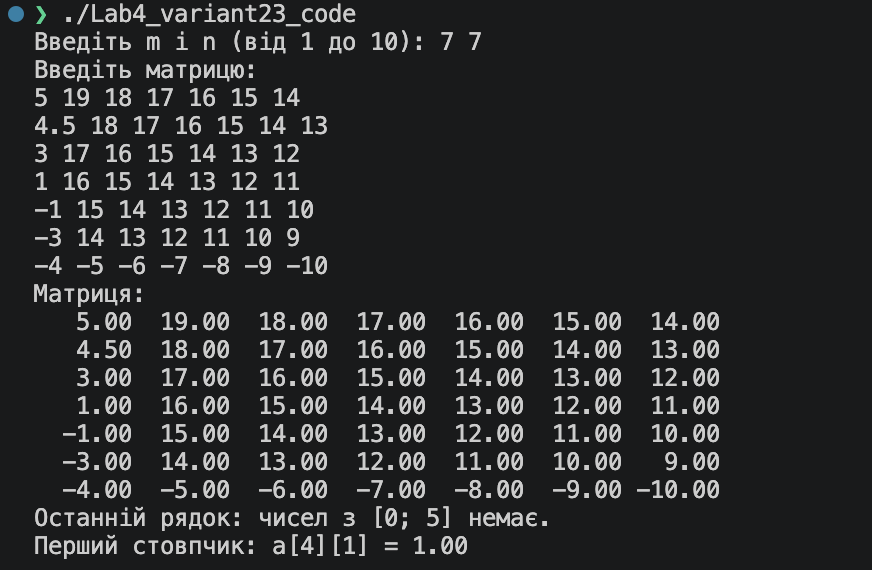 ❯ ./Lab4_variant23_code
Введіть m і n (від 1 до 10): 7 7
Введіть матрицю:
5 19 18 17 16 15 14
4.5 18 17 16 15 14 13
3 17 16 15 14 13 12
1 16 15 14 13 12 11
-1 15 14 13 12 11 10
-3 14 13 12 11 10 9
-4 -5 -6 -7 -8 -9 -10
Матриця:
5.00 19.00 18.00 17.00 16.00 15.00 14.00
4.50 18.00 17.00 16.00 15.00 14.00 13.00
3.00 17.00 16.00 15.00 14.00 13.00 12.00
1.00 16.00 15.00 14.00 13.00 12.00 11.00
-1.00 15.00 14.00 13.00 12.00 11.00 10.00
-3.00 14.00 13.00 12.00 11.00 10.00 9.00
-4.00 -5.00 -6.00 -7.00 -8.00 -9.00 -10.00
Останній рядок: чисел з [0; 5] немає.
Перший стовпчик: a[4][1] = 1.00